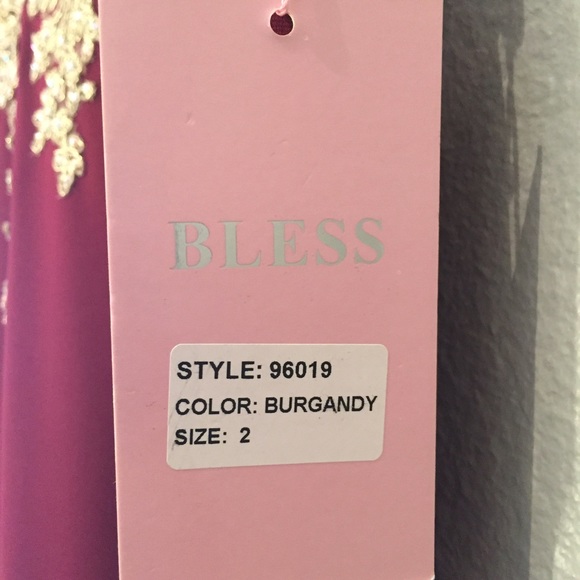 BLESS
STYLE: 96019
COLOR: BURGANDY
SIZE: 2